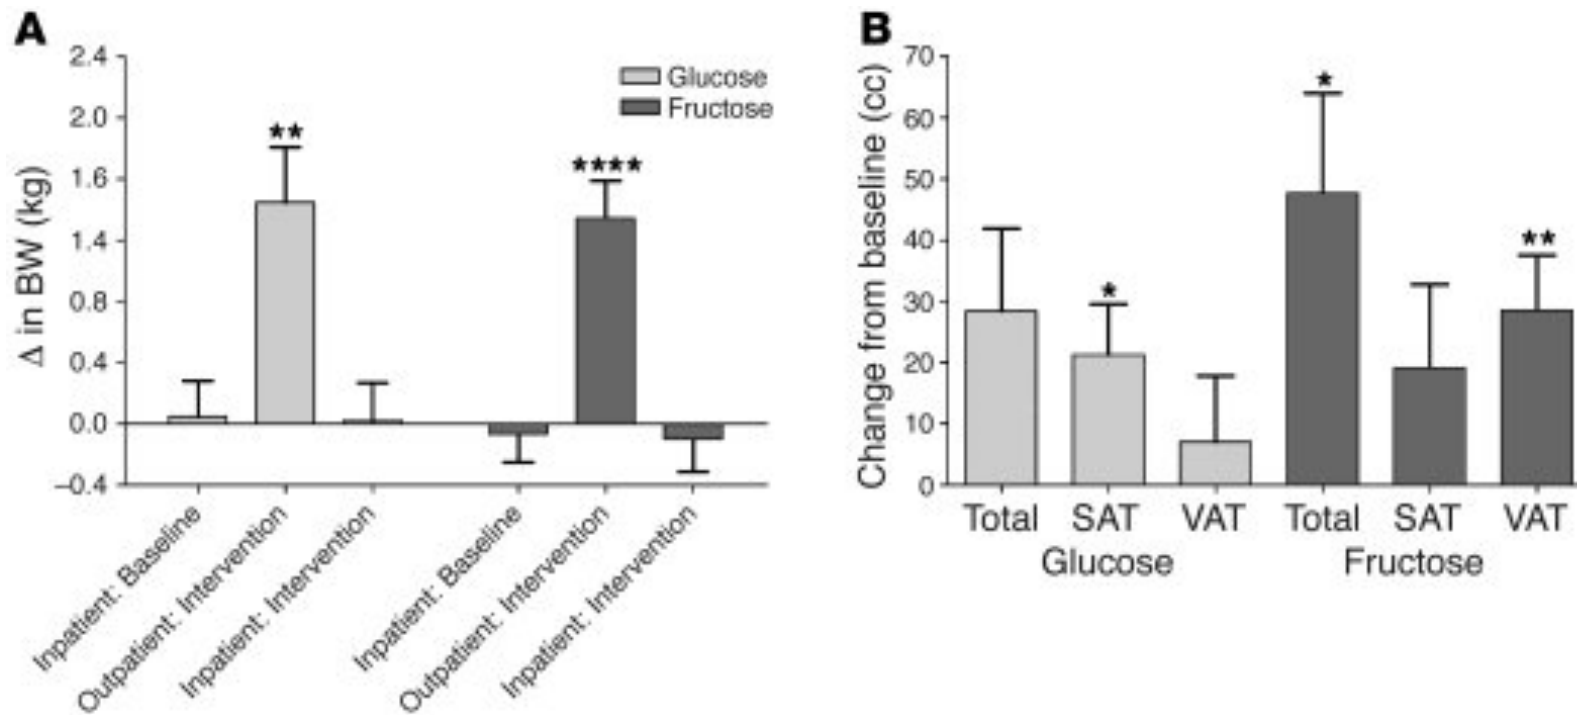 A
2.4
2.0
1.6
1.4
0.8
0.4
0.0
–0.4
Δ in BW (kg)
Glucose
Fructose
**
****
Inpatient: Baseline
Outpatient: Intervention
Inpatient: Intervention
Inpatient: Baseline
Outpatient: Intervention
Inpatient: Intervention
B
70
60
50
40
30
20
10
0
Change from baseline (cc)
*
*
**
Total SAT VAT Total SAT VAT
Glucose Fructose